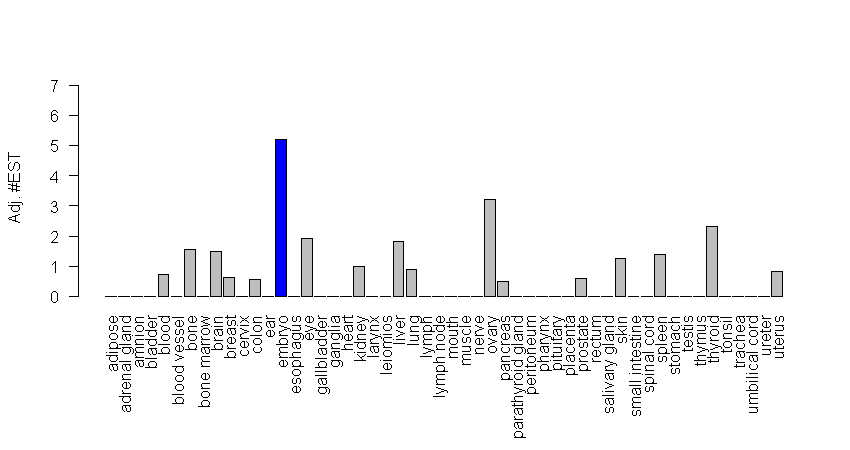 Adj. #EST
7
6
5
4
3
2
1
0
adipose
adrenal gland
amnion
bladder
blood
blood vessel
bone
bone marrow
brain
breast
cervix
colon
ear
embryo
esophagus
eye
gallbladder
ganglia
heart
kidney
larynx
leiomios
liver
lung
lymph
lymph node
mouth
muscle
nerve
ovary
pancreas
parathyroid gland
peritoneum
pharynx
pituitary
placenta
prostate
rectum
salivary gland
skin
small intestine
spinal cord
spleen
stomach
testis
thymus
thyroid
tonsil
trachea
umbilical cord
ureter
uterus